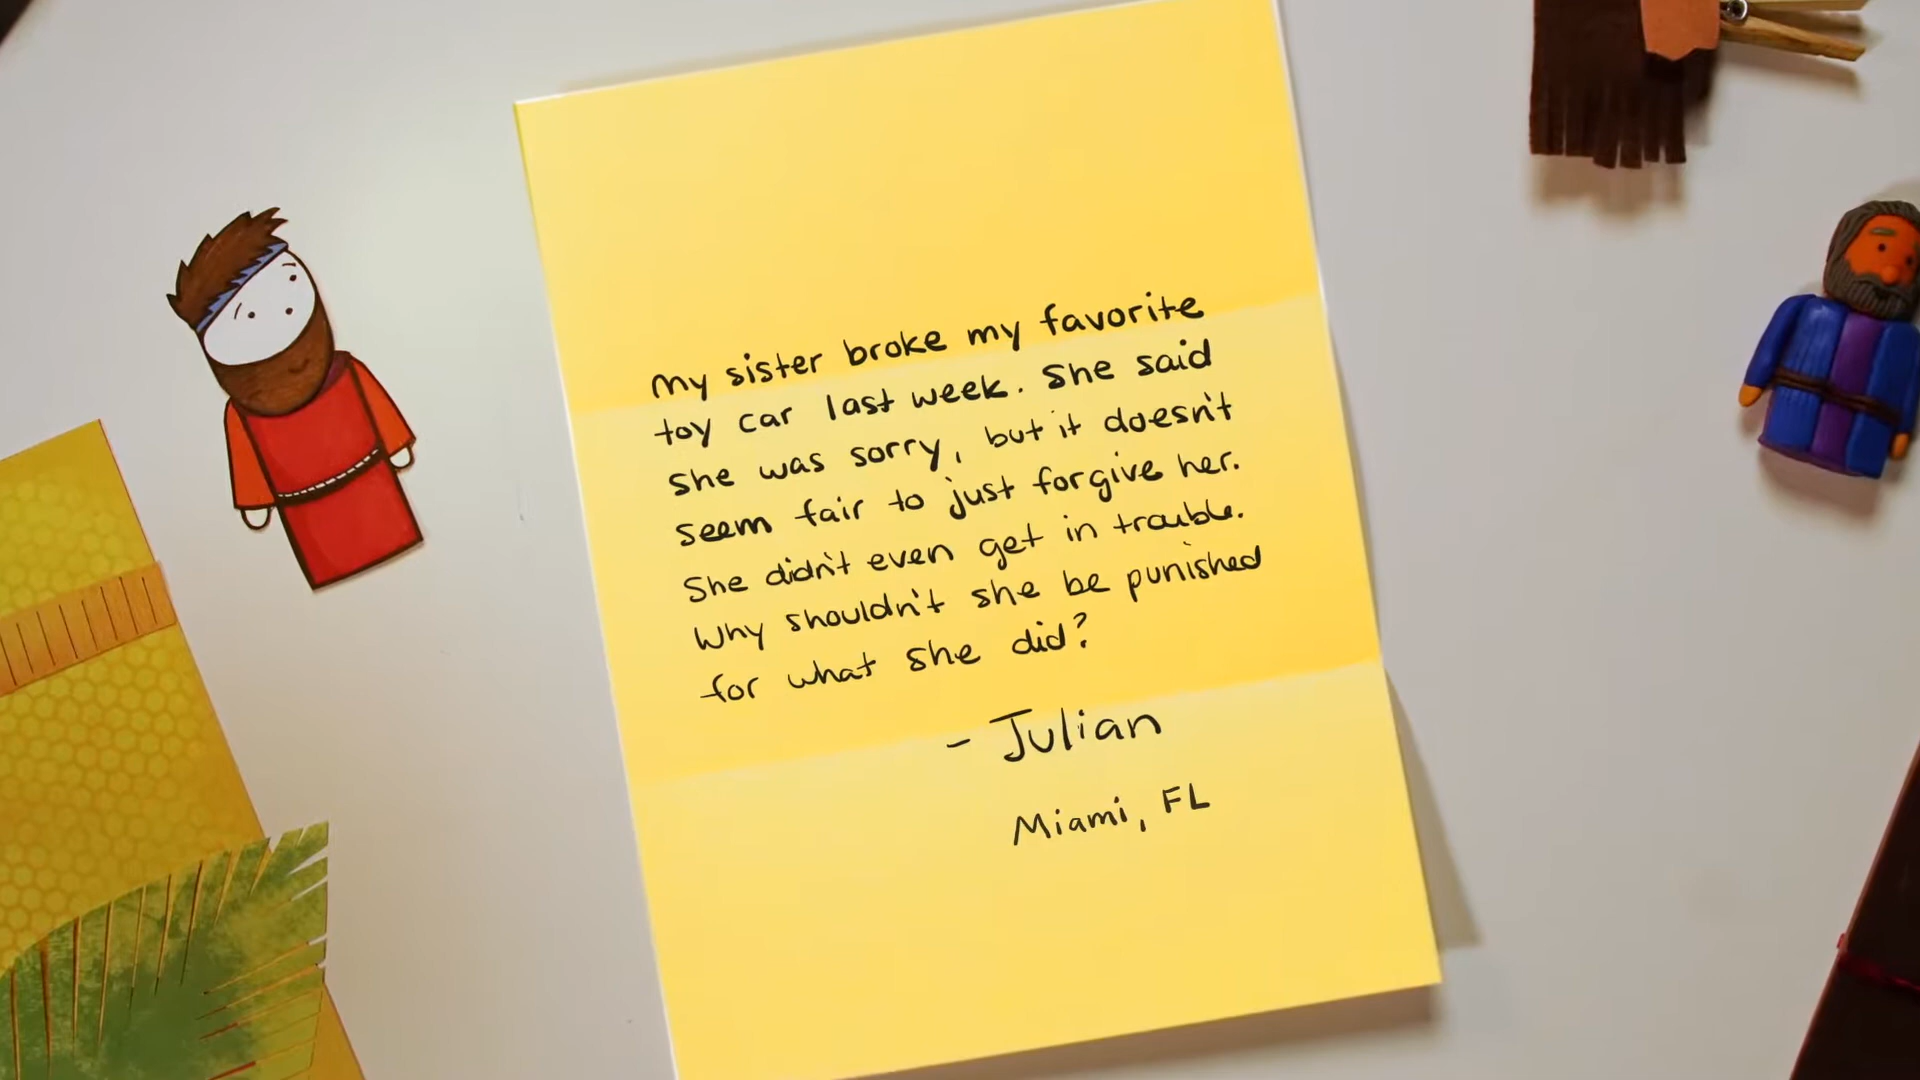 My sister broke my favorite
toy car last week. She said
she was sorry, but it doesn't
seem fair to just forgive her.
She didn't even get in trouble.
Why shouldn't she be punished
for what she did?
- Julian
Miami, FL